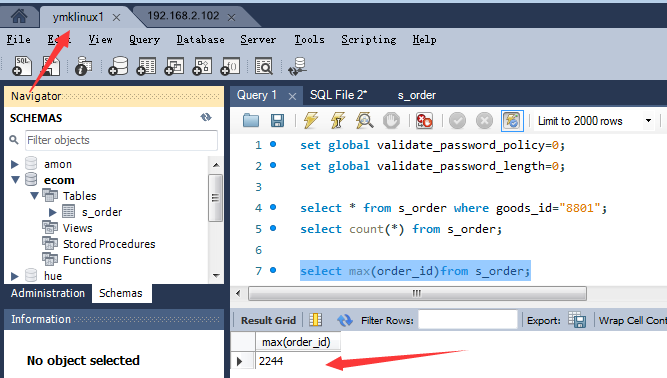 ymklinux1 × 192.168.2.102 ×
File Edit View Query Database Server Tools Scripting Help
Navigator
SCHEMAS
Filter objects
amon
ecom
Tables
s_order
Views
Stored Procedures
Functions
hue
Administration Schemas
Information
No object selected
Query 1 × SQL File 2* s_order
Limit to 2000 rows
1 set global validate_password_policy=0;
2 set global validate_password_length=0;
3
4 select * from s_order where goods_id="8801";
5 select count(*) from s_order;
6
7 select max(order_id)from s_order;
Result Grid Filter Rows: Export: Wrap Cell Cont
max(order_id)
2244